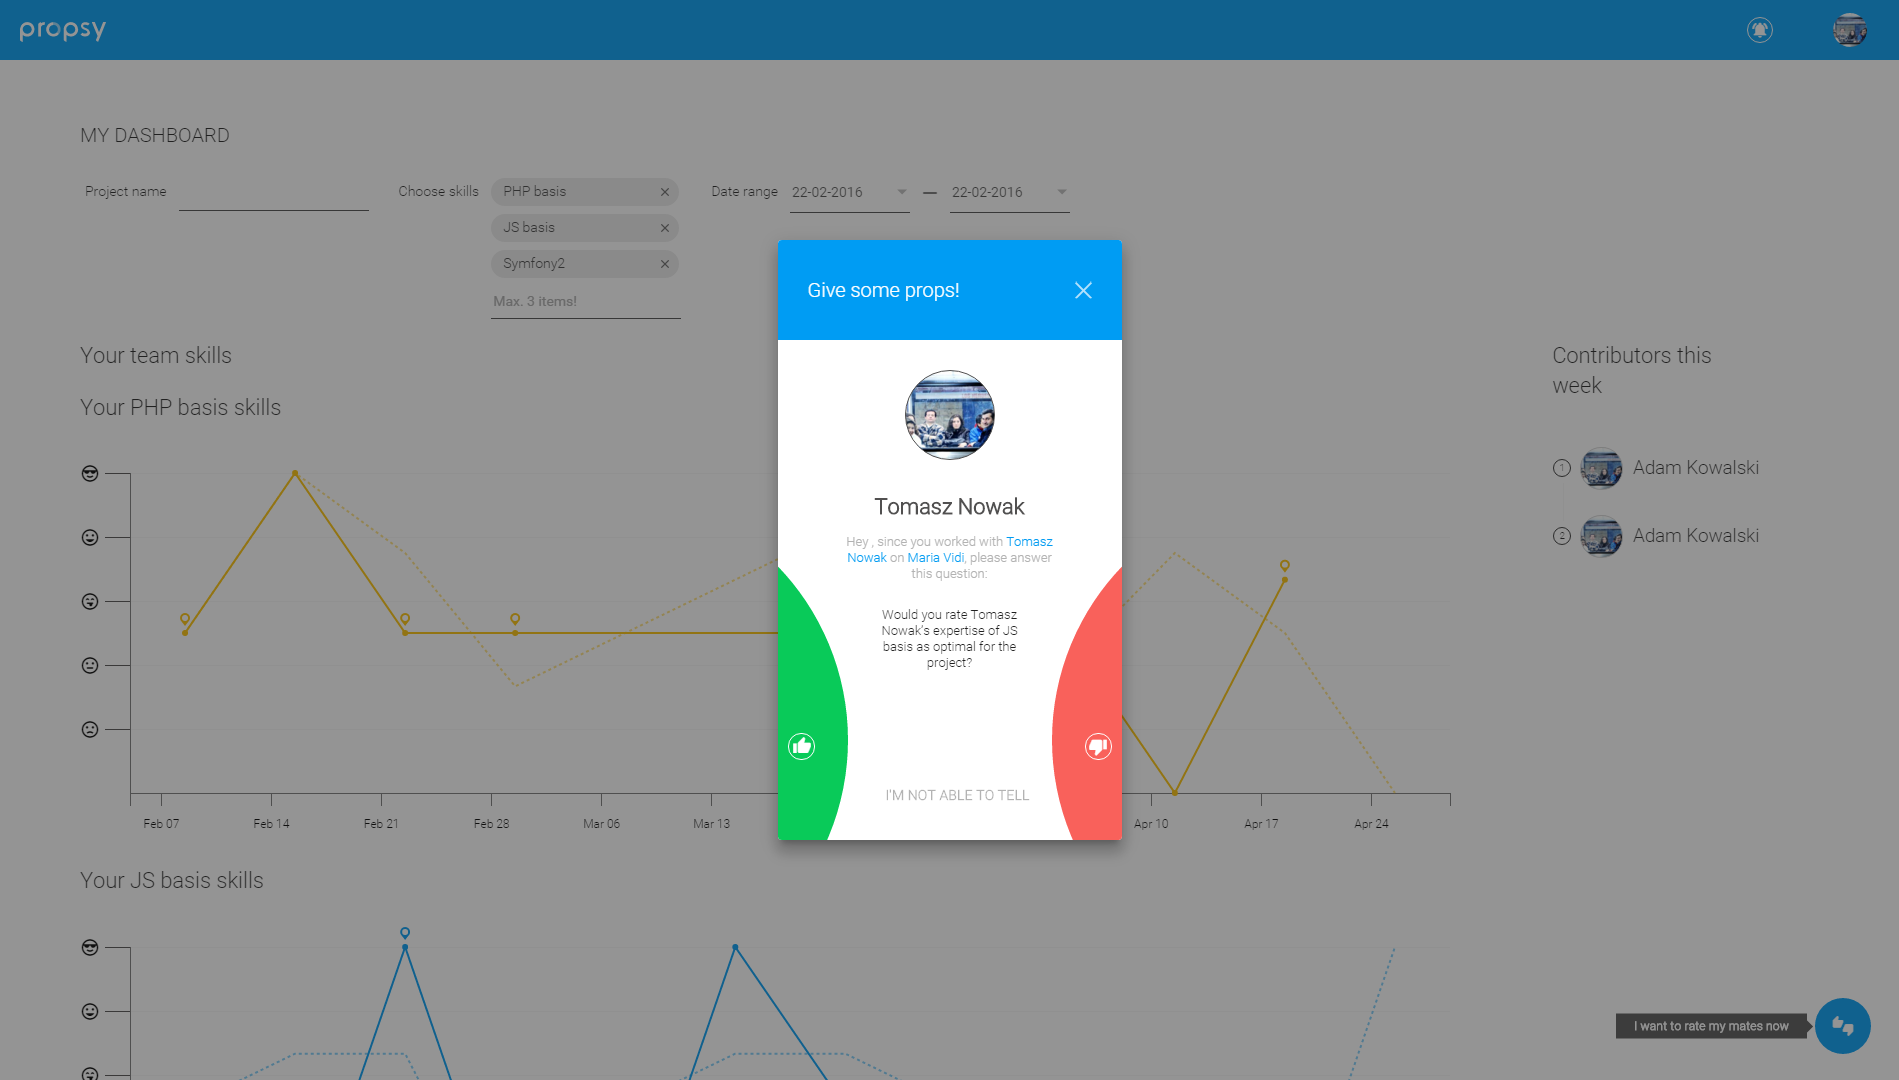 propsy
MY DASHBOARD
Project name
Choose skills
PHP basis
JS basis
Symfony2
Max. 3 items!
Date range
22-02-2016
—
22-02-2016
Your team skills
Your PHP basis skills
Feb 07
Feb 14
Feb 21
Feb 28
Mar 06
Mar 13
Apr 10
Apr 17
Apr 24
Your JS basis skills
Give some props!
Tomasz Nowak
Hey , since you worked with Tomasz
Nowak on Maria Vidi, please answer
this question:
Would you rate Tomasz
Nowak's expertise of JS
basis as optimal for the
project?
I'M NOT ABLE TO TELL
Contributors this
week
1 Adam Kowalski
2 Adam Kowalski
I want to rate my mates now